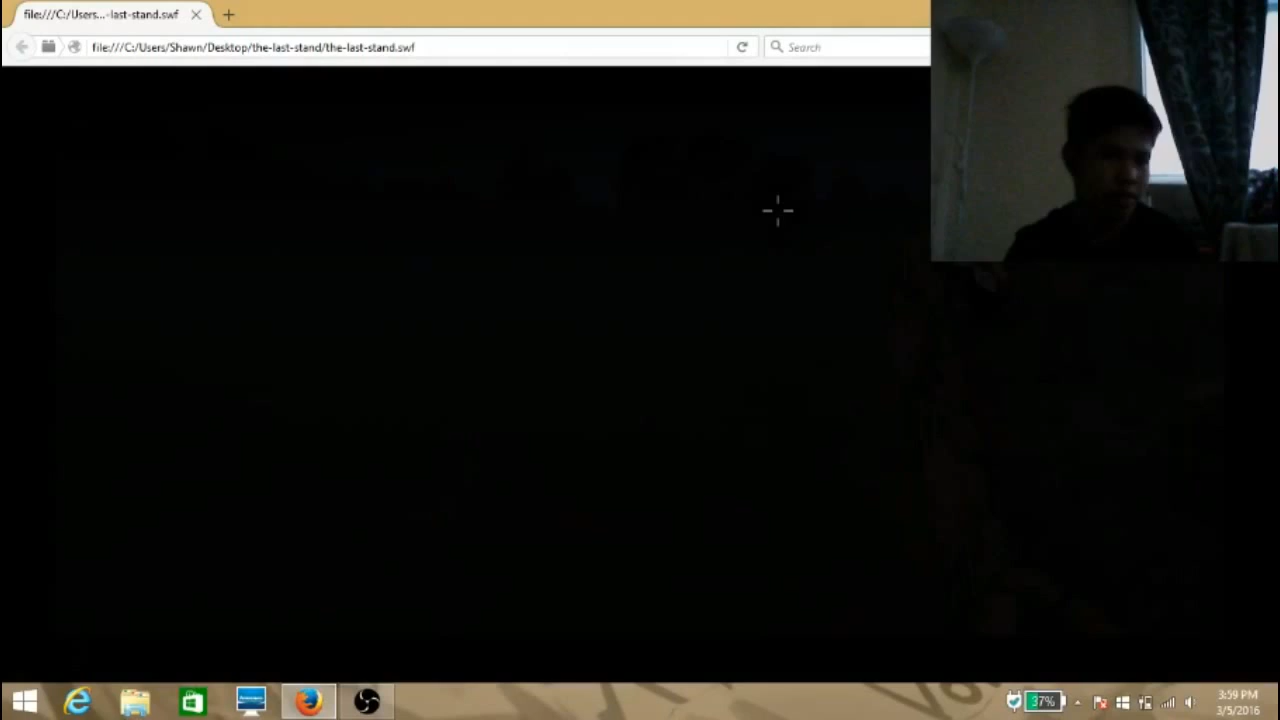 file:///C:/Users...-last-stand.swf
file:///C:/Users/Shawn/Desktop/the-last-stand/the-last-stand.swf
Search
37%
3:59 PM
3/5/2016